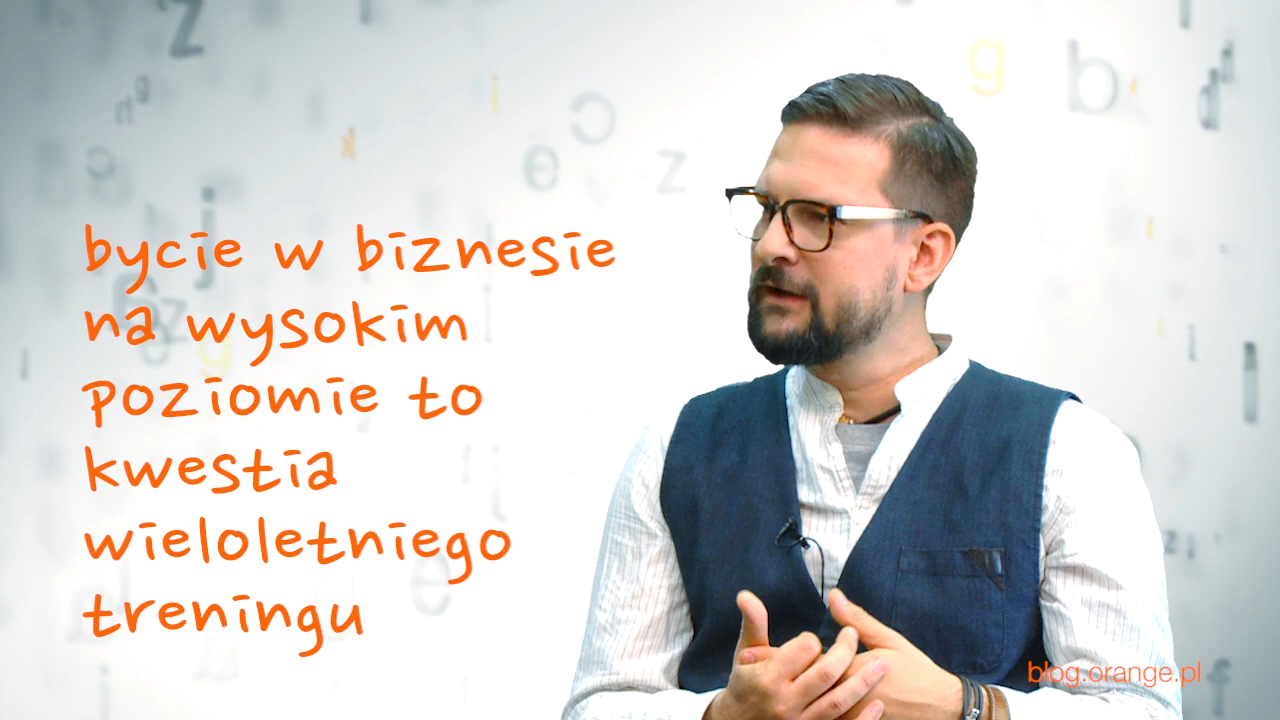 bycie w biznesie
na wysokim
poziomie to
kwestia
wieloletniego
treningu
blog.orange.pl